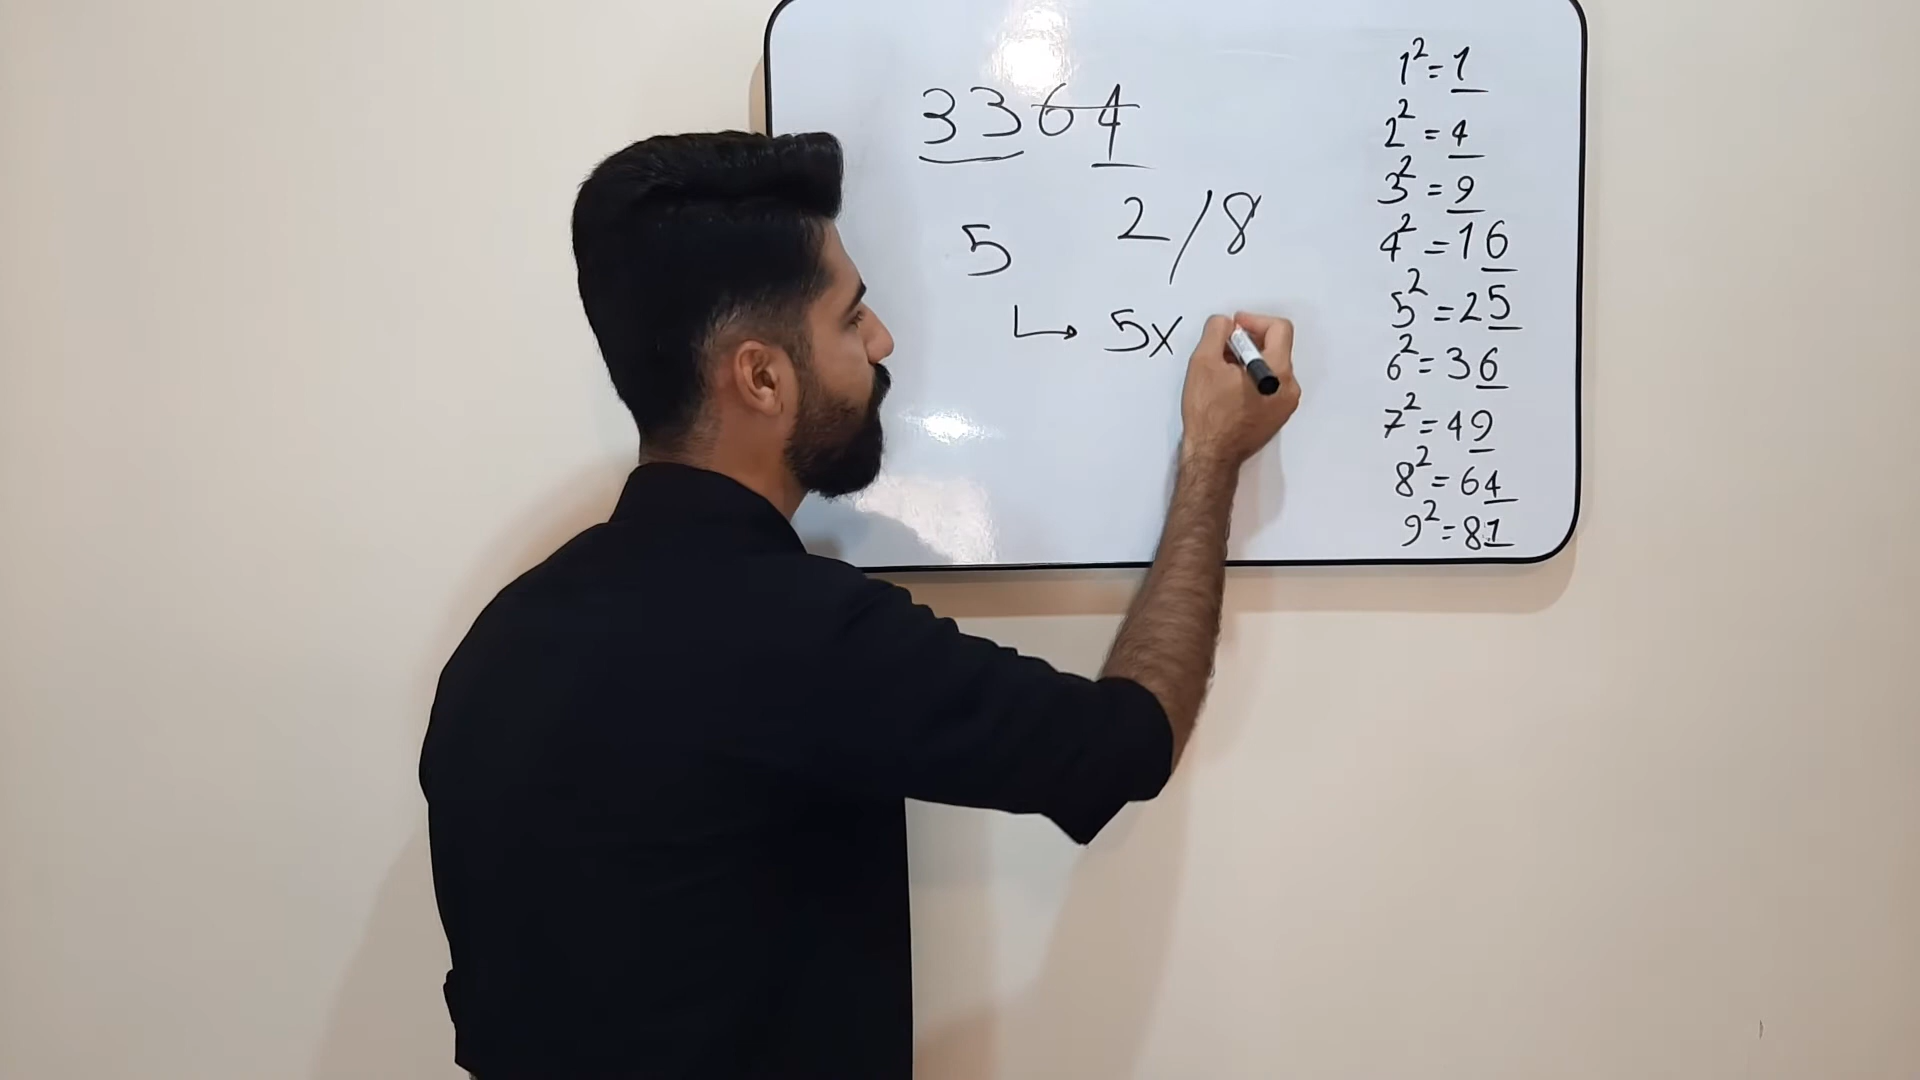 3364
5 2/8
↳ 5x
1² = 1
2² = 4
3² = 9
4² = 16
5² = 25
6² = 36
7² = 49
8² = 64
9² = 81